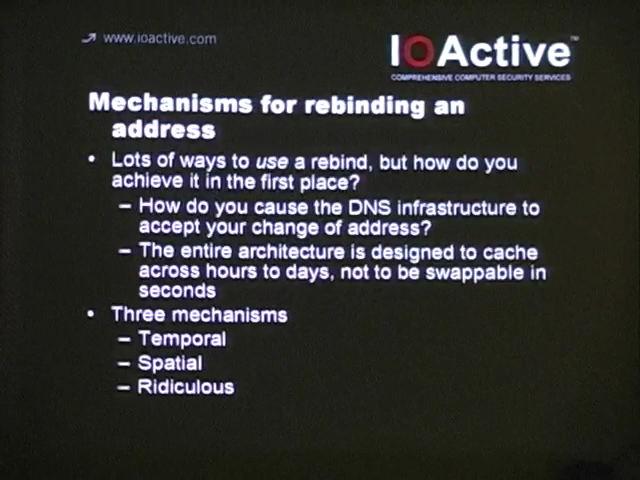 www.ioactive.com
IOActive™
COMPREHENSIVE COMPUTER SECURITY SERVICES
Mechanisms for rebinding an
address
• Lots of ways to use a rebind, but how do you
achieve it in the first place?
– How do you cause the DNS infrastructure to
accept your change of address?
– The entire architecture is designed to cache
across hours to days, not to be swappable in
seconds
• Three mechanisms
– Temporal
– Spatial
– Ridiculous